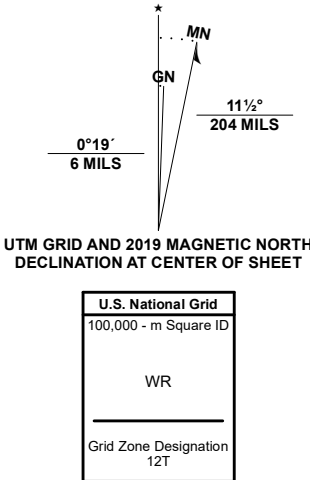 ★
MN
GN
11½°
204 MILS
0°19´
6 MILS
UTM GRID AND 2019 MAGNETIC NORTH
DECLINATION AT CENTER OF SHEET
U.S. National Grid
100,000 - m Square ID
WR
Grid Zone Designation
12T